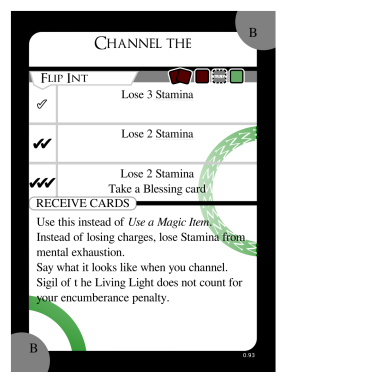 B
CHANNEL THE
FLIP INT
Lose 3 Stamina
Lose 2 Stamina
Lose 2 Stamina
Take a Blessing card
RECEIVE CARDS
Use this instead of Use a Magic Item.
Instead of losing charges, lose Stamina from
mental exhaustion.
Say what it looks like when you channel.
Sigil of t he Living Light does not count for
your encumberance penalty.
B
0.93